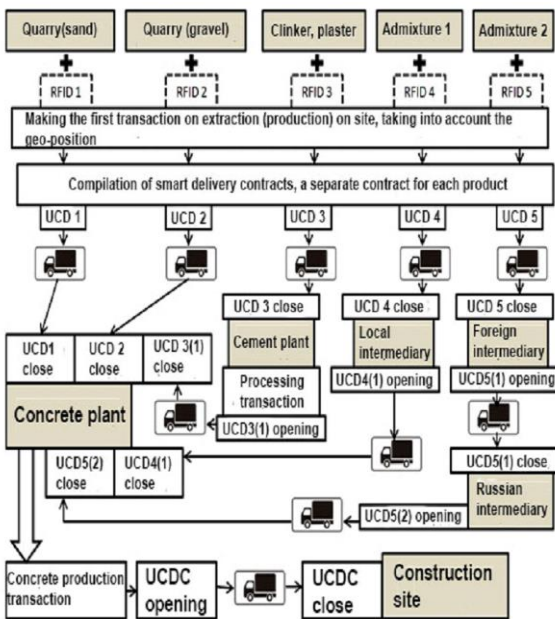 Quarry(sand)
Quarry (gravel)
Clinker, plaster
Admixture 1
Admixture 2
RFID 1
RFID 2
RFID 3
RFID 4
RFID 5
Making the first transaction on extraction (production) on site, taking into account the
geo-position
Compilation of smart delivery contracts, a separate contract for each product
UCD 1
UCD 2
UCD 3
UCD 4
UCD 5
UCD 3 close
UCD 4 close
UCD 5 close
UCD1
close
UCD 2
close
UCD 3(1)
close
Cement plant
Local
intermediary
Foreign
intermediary
Processing
transaction
UCD4(1) opening
UCD5(1) opening
Concrete plant
UCD3(1) opening
UCD5(2)
close
UCD4(1)
close
UCD5(1) close
Russian
intermediary
UCD5(2) opening
Concrete production
transaction
UCDC
opening
UCDC
close
Construction
site